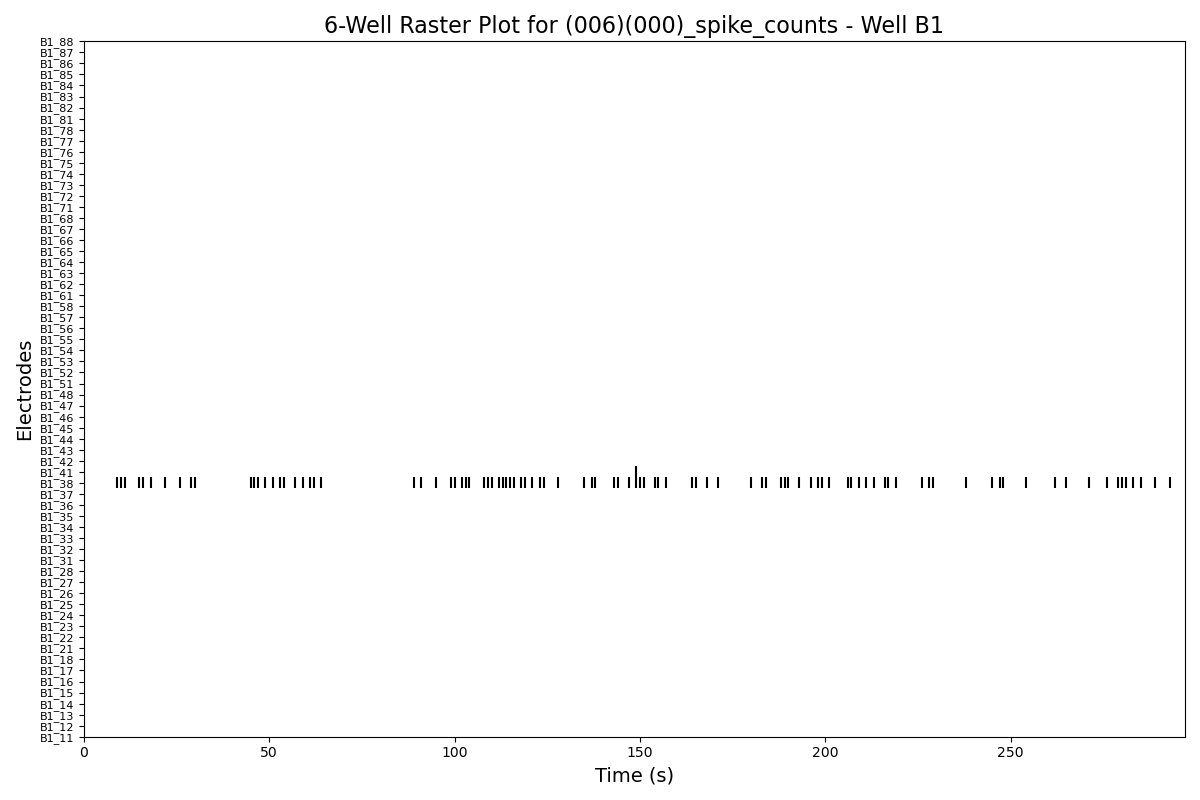 6-Well Raster Plot for (006)(000)_spike_counts - Well B1
Electrodes
B1_88
B1_87
B1_86
B1_85
B1_84
B1_83
B1_82
B1_81
B1_78
B1_77
B1_76
B1_75
B1_74
B1_73
B1_72
B1_71
B1_68
B1_67
B1_66
B1_65
B1_64
B1_63
B1_62
B1_61
B1_58
B1_57
B1_56
B1_55
B1_54
B1_53
B1_52
B1_51
B1_48
B1_47
B1_46
B1_45
B1_44
B1_43
B1_42
B1_41
B1_38
B1_37
B1_36
B1_35
B1_34
B1_33
B1_32
B1_31
B1_28
B1_27
B1_26
B1_25
B1_24
B1_23
B1_22
B1_21
B1_18
B1_17
B1_16
B1_15
B1_14
B1_13
B1_12
B1_11
0 50 100 150 200 250
Time (s)